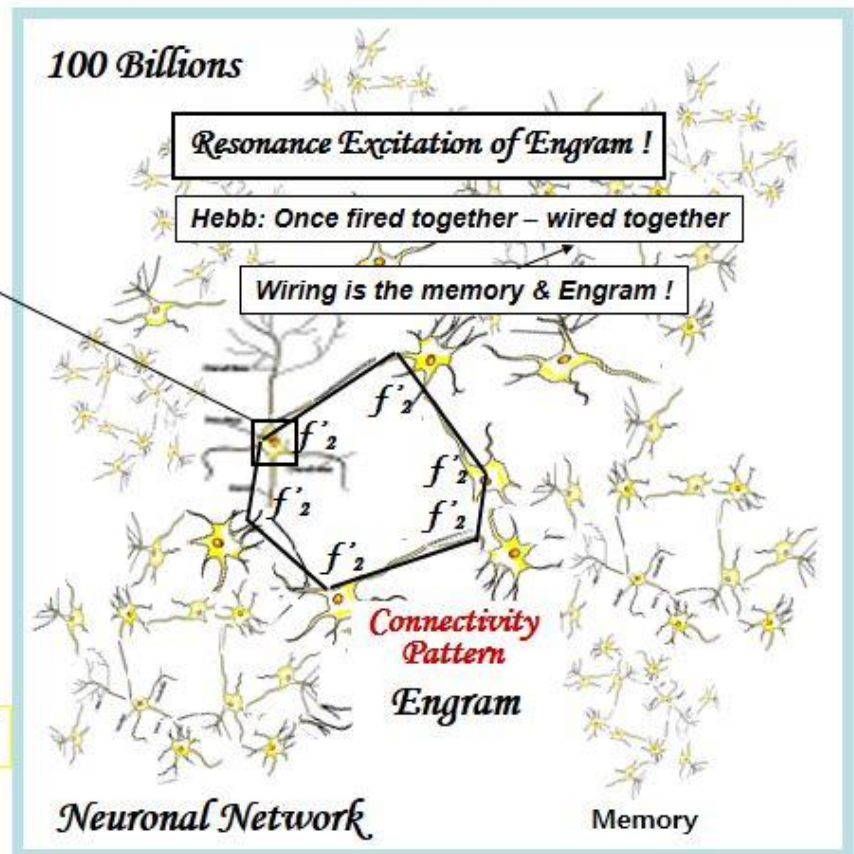 100 Billions
Resonance Excitation of Engram !
Hebb: Once fired together – wired together
Wiring is the memory & Engram !
f'2
f'2
f'2
f'2
f'2
f'2
Connectivity
Pattern
Engram
Neuronal Network
Memory